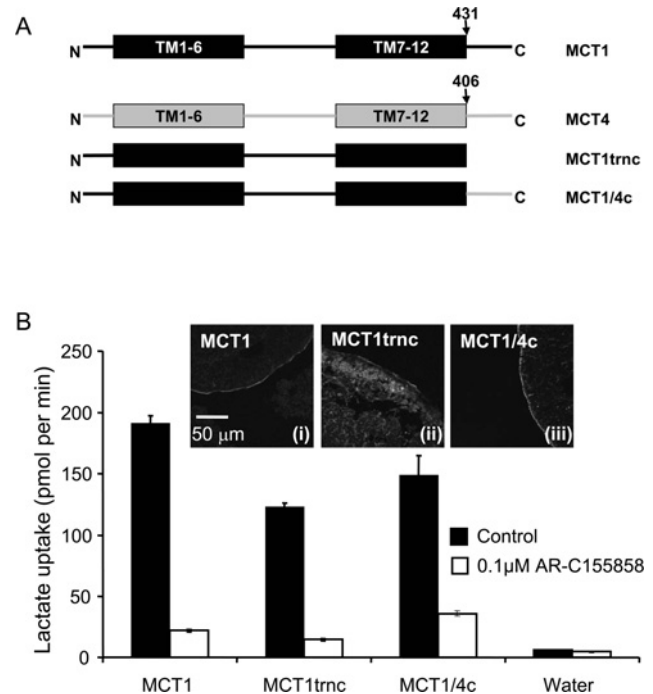 A
431
N TM1-6 TM7-12 C MCT1
406
N TM1-6 TM7-12 C MCT4
N MCT1trnc
N C MCT1/4c
B
Lactate uptake (pmol per min)
250
200
150
100
50
0
MCT1 MCT1trnc MCT1/4c
50 µm (i) (ii) (iii)
Control
0.1µM AR-C155858
MCT1 MCT1trnc MCT1/4c Water